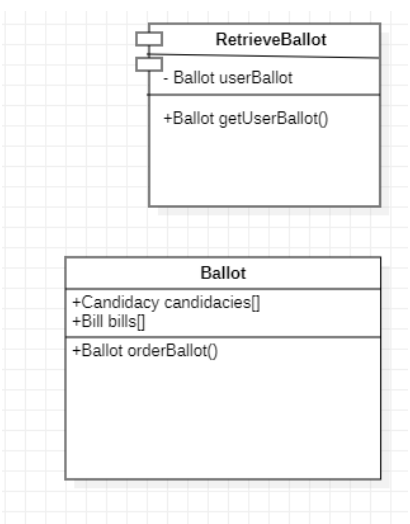 RetrieveBallot
- Ballot userBallot
+Ballot getUserBallot()
Ballot
+Candidacy candidacies[]
+Bill bills[]
+Ballot orderBallot()